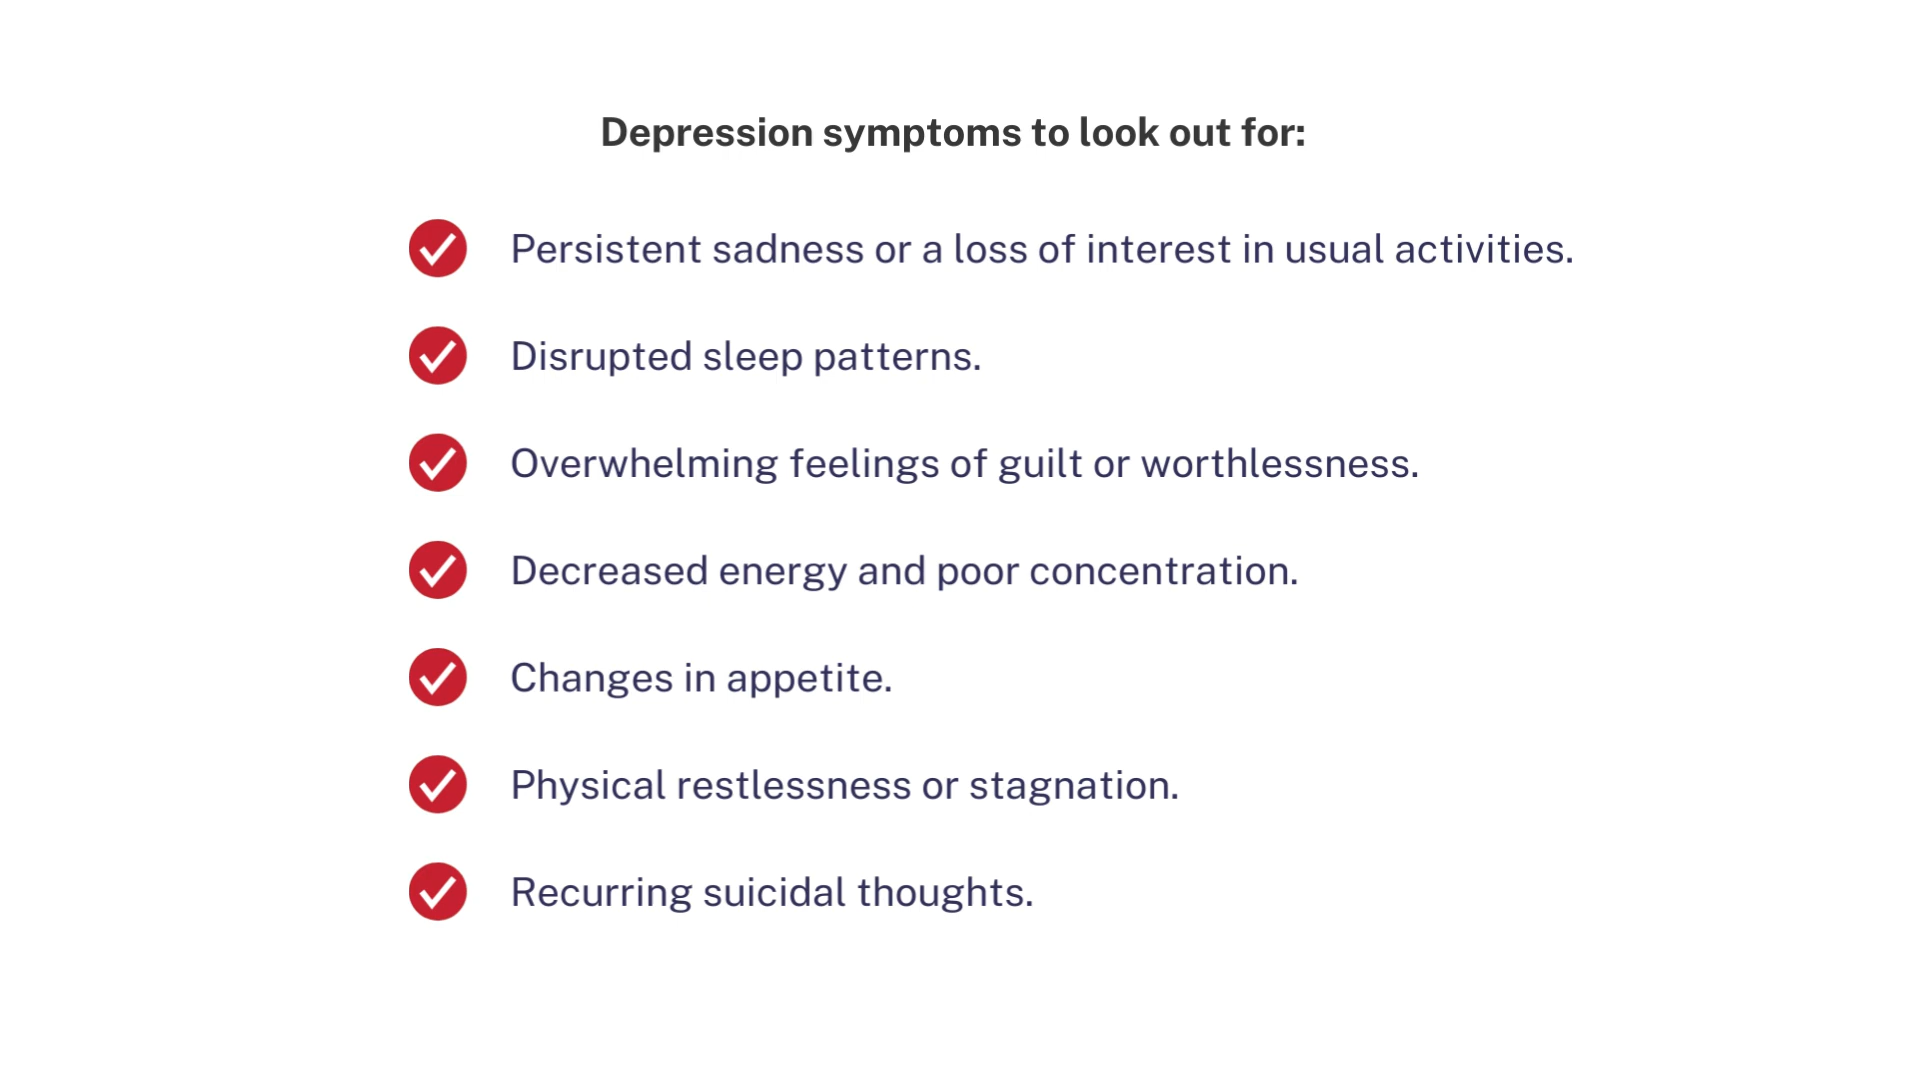 Depression symptoms to look out for:
Persistent sadness or a loss of interest in usual activities.
Disrupted sleep patterns.
Overwhelming feelings of guilt or worthlessness.
Decreased energy and poor concentration.
Changes in appetite.
Physical restlessness or stagnation.
Recurring suicidal thoughts.